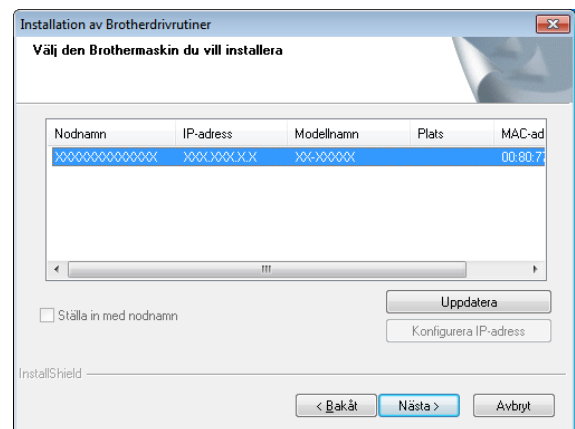 Installation av Brotherdrivrutiner
Välj den Brothermaskin du vill installera
Nodnamn IP-adress Modellnamn Plats MAC-ad
XXXXXXXXXXXXX XXX.XXX.X.X XX-XXXXX 00:80:77
Uppdatera
Ställa in med nodnamn
Konfigurera IP-adress
InstallShield
< Bakåt Nästa > Avbryt